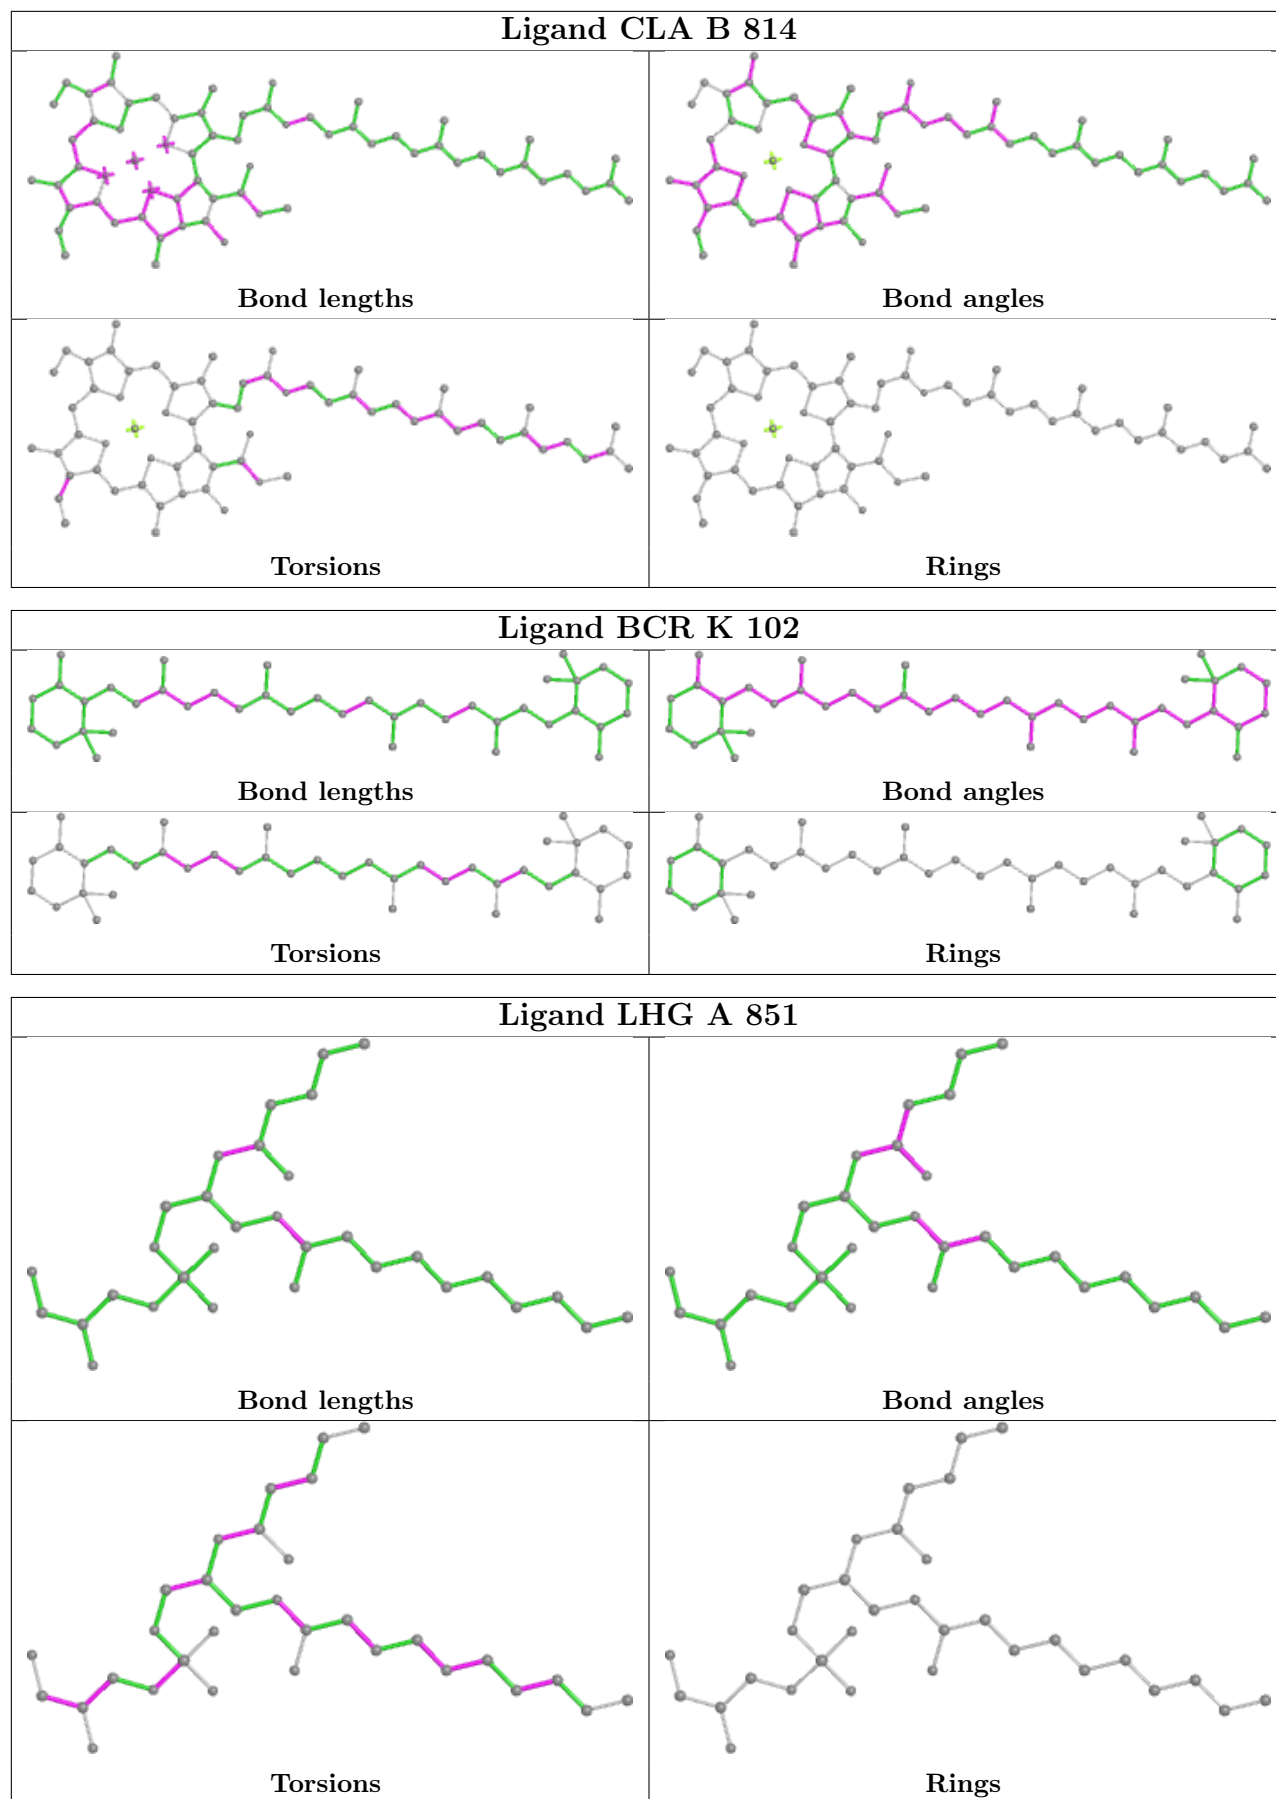 Ligand CLA B 814
Bond lengths
Bond angles
Torsions
Rings
Ligand BCR K 102
Bond lengths
Bond angles
Torsions
Rings
Ligand LHG A 851
Bond lengths
Bond angles
Torsions
Rings